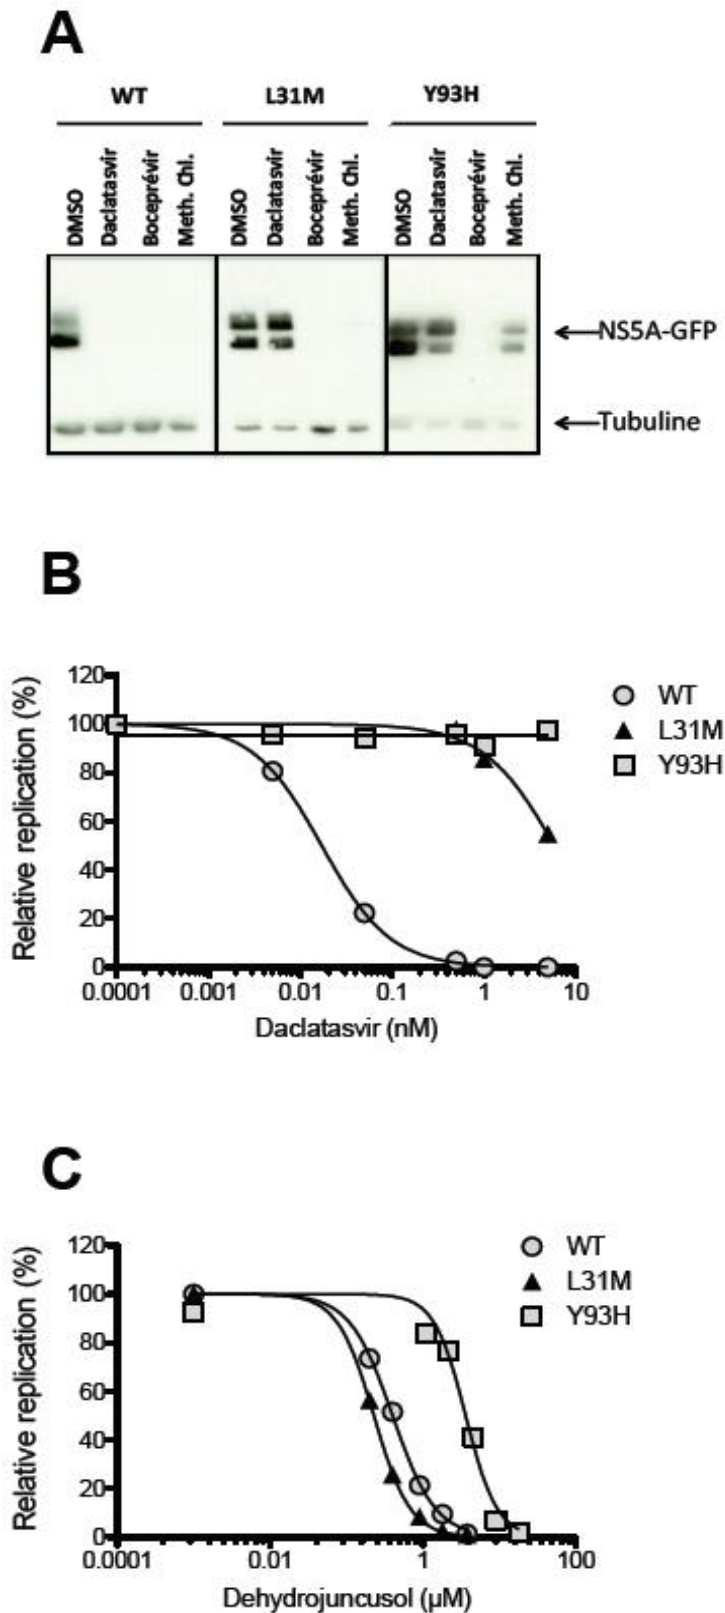 A
WT L31M Y93H
DMSO Daclatasvir Boceprévir Meth. Chl. DMSO Daclatasvir Boceprévir Meth. Chl. DMSO Daclatasvir Boceprévir Meth. Chl.
NS5A-GFP
Tubuline
B
Relative replication (%)
120
100
80
60
40
20
0
0.0001 0.001 0.01 0.1 1 10
Daclatasvir (nM)
WT
L31M
Y93H
C
Relative replication (%)
120
100
80
60
40
20
0
0.0001 0.01 1 100
Dehydrojuncusol (µM)
WT
L31M
Y93H